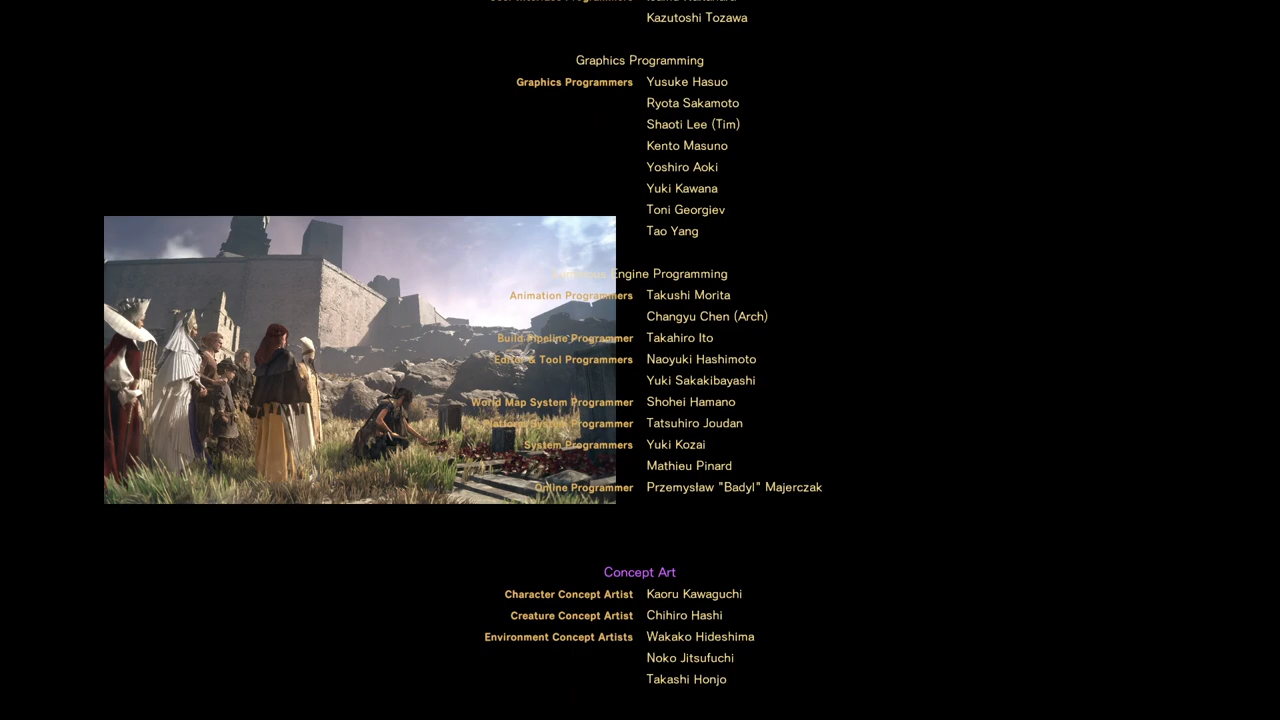 Kazutoshi Tozawa
Graphics Programming
Graphics Programmers Yusuke Hasuo
Ryota Sakamoto
Shaoti Lee (Tim)
Kento Masuno
Yoshiro Aoki
Yuki Kawana
Toni Georgiev
Tao Yang
Luminous Engine Programming
Animation Programmers Takushi Morita
Changyu Chen (Arch)
Build Pipeline Programmer Takahiro Ito
Editor & Tool Programmers Naoyuki Hashimoto
Yuki Sakakibayashi
World Map System Programmer Shohei Hamano
Platform System Programmer Tatsuhiro Joudan
System Programmers Yuki Kozai
Mathieu Pinard
Online Programmer Przemysław "Badyl" Majerczak
Concept Art
Character Concept Artist Kaoru Kawaguchi
Creature Concept Artist Chihiro Hashi
Environment Concept Artists Wakako Hideshima
Noko Jitsufuchi
Takashi Honjo